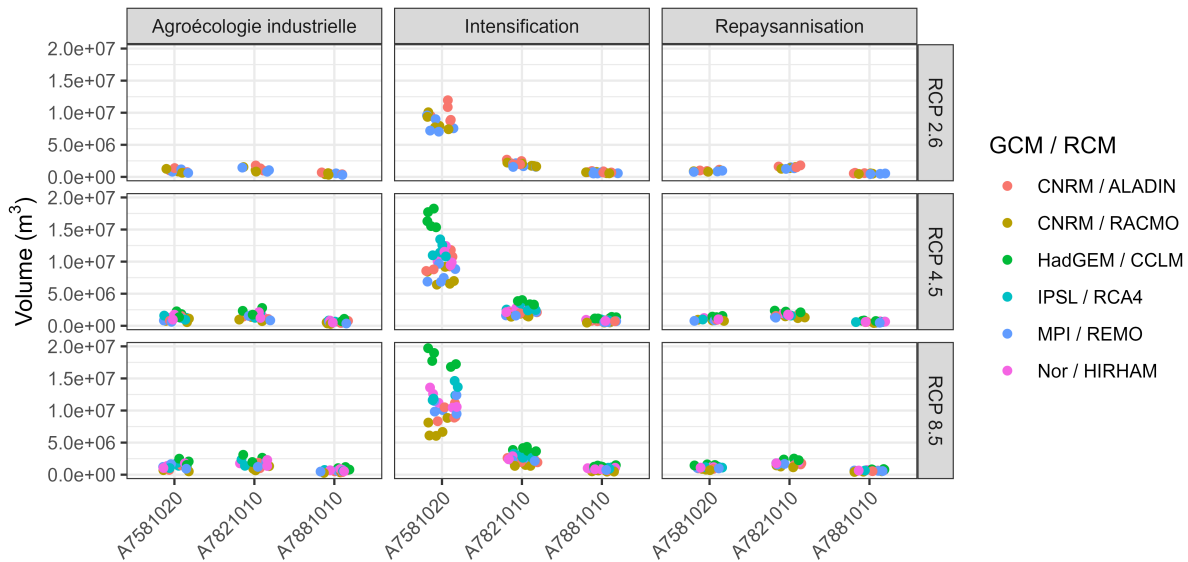 Agroécologie industrielle
Intensification
Repaysannisation
2.0e+07
1.5e+07
1.0e+07
5.0e+06
0.0e+00
RCP 2.6
2.0e+07
1.5e+07
1.0e+07
5.0e+06
0.0e+00
RCP 4.5
2.0e+07
1.5e+07
1.0e+07
5.0e+06
0.0e+00
RCP 8.5
Volume (m³)
A7581020
A7821010
A7881010
A7581020
A7821010
A7881010
A7581020
A7821010
A7881010
GCM / RCM
CNRM / ALADIN
CNRM / RACMO
HadGEM / CCLM
IPSL / RCA4
MPI / REMO
Nor / HIRHAM